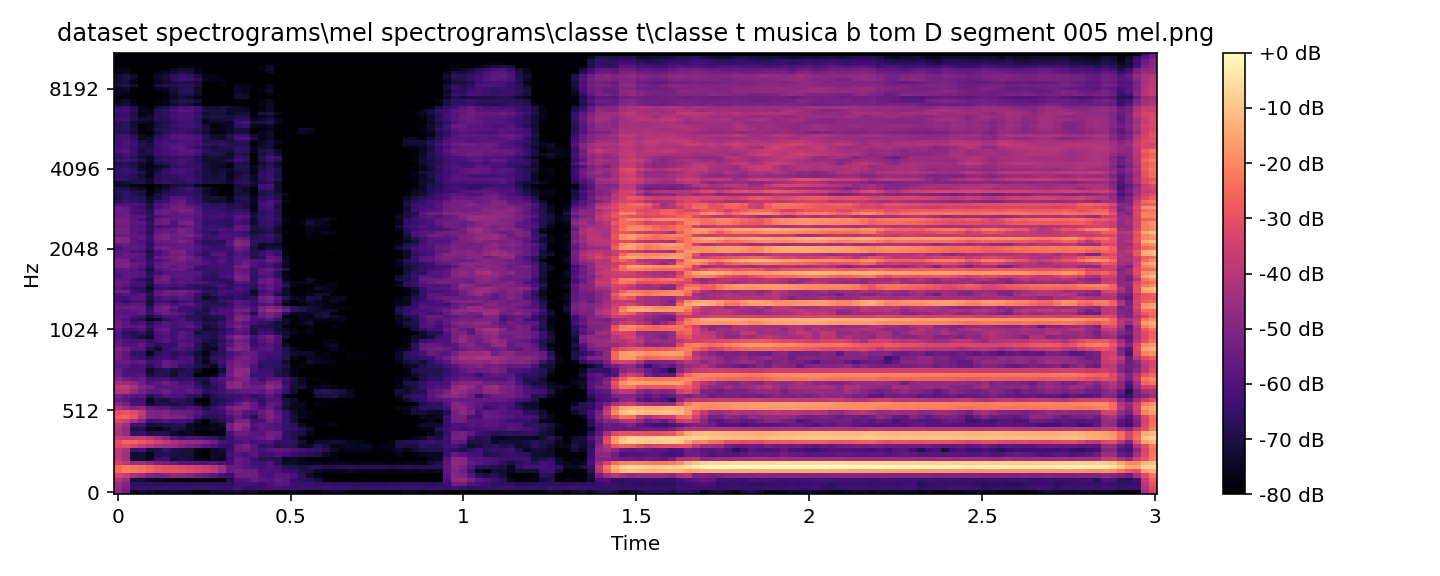 dataset spectrograms\mel spectrograms\classe t\classe t musica b tom D segment 005 mel.png
8192
4096
2048
1024
512
0
Hz
0
0.5
1
1.5
2
2.5
3
Time
+0 dB
-10 dB
-20 dB
-30 dB
-40 dB
-50 dB
-60 dB
-70 dB
-80 dB